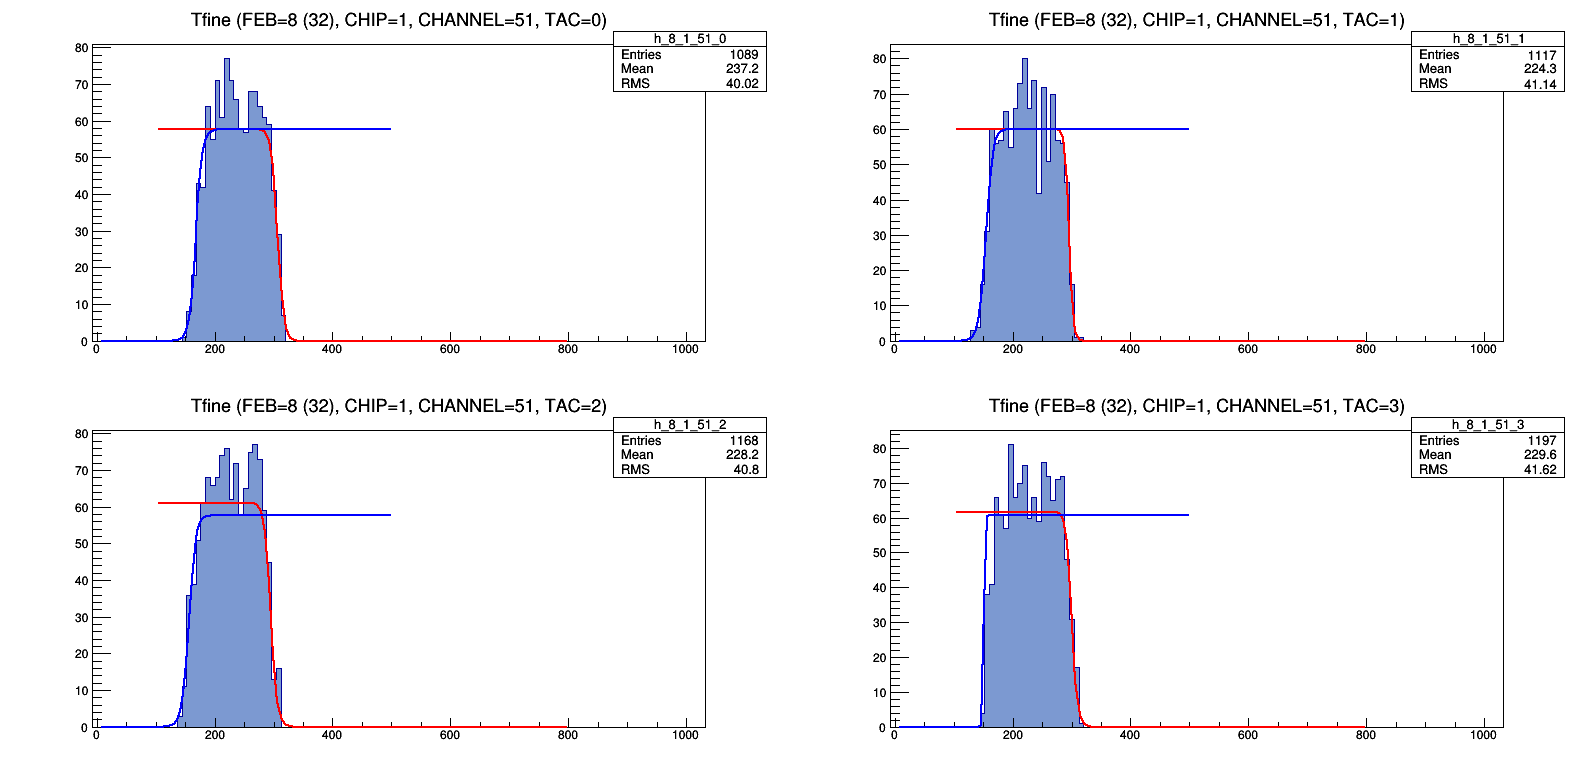 Tfine (FEB=8 (32), CHIP=1, CHANNEL=51, TAC=0)
h_8_1_51_0
Entries 1089
Mean 237.2
RMS 40.02
80
70
60
50
40
30
20
10
0
0 200 400 600 800 1000
Tfine (FEB=8 (32), CHIP=1, CHANNEL=51, TAC=1)
h_8_1_51_1
Entries 1117
Mean 224.3
RMS 41.14
80
70
60
50
40
30
20
10
0
0 200 400 600 800 1000
Tfine (FEB=8 (32), CHIP=1, CHANNEL=51, TAC=2)
h_8_1_51_2
Entries 1168
Mean 228.2
RMS 40.8
80
70
60
50
40
30
20
10
0
0 200 400 600 800 1000
Tfine (FEB=8 (32), CHIP=1, CHANNEL=51, TAC=3)
h_8_1_51_3
Entries 1197
Mean 229.6
RMS 41.62
80
70
60
50
40
30
20
10
0
0 200 400 600 800 1000